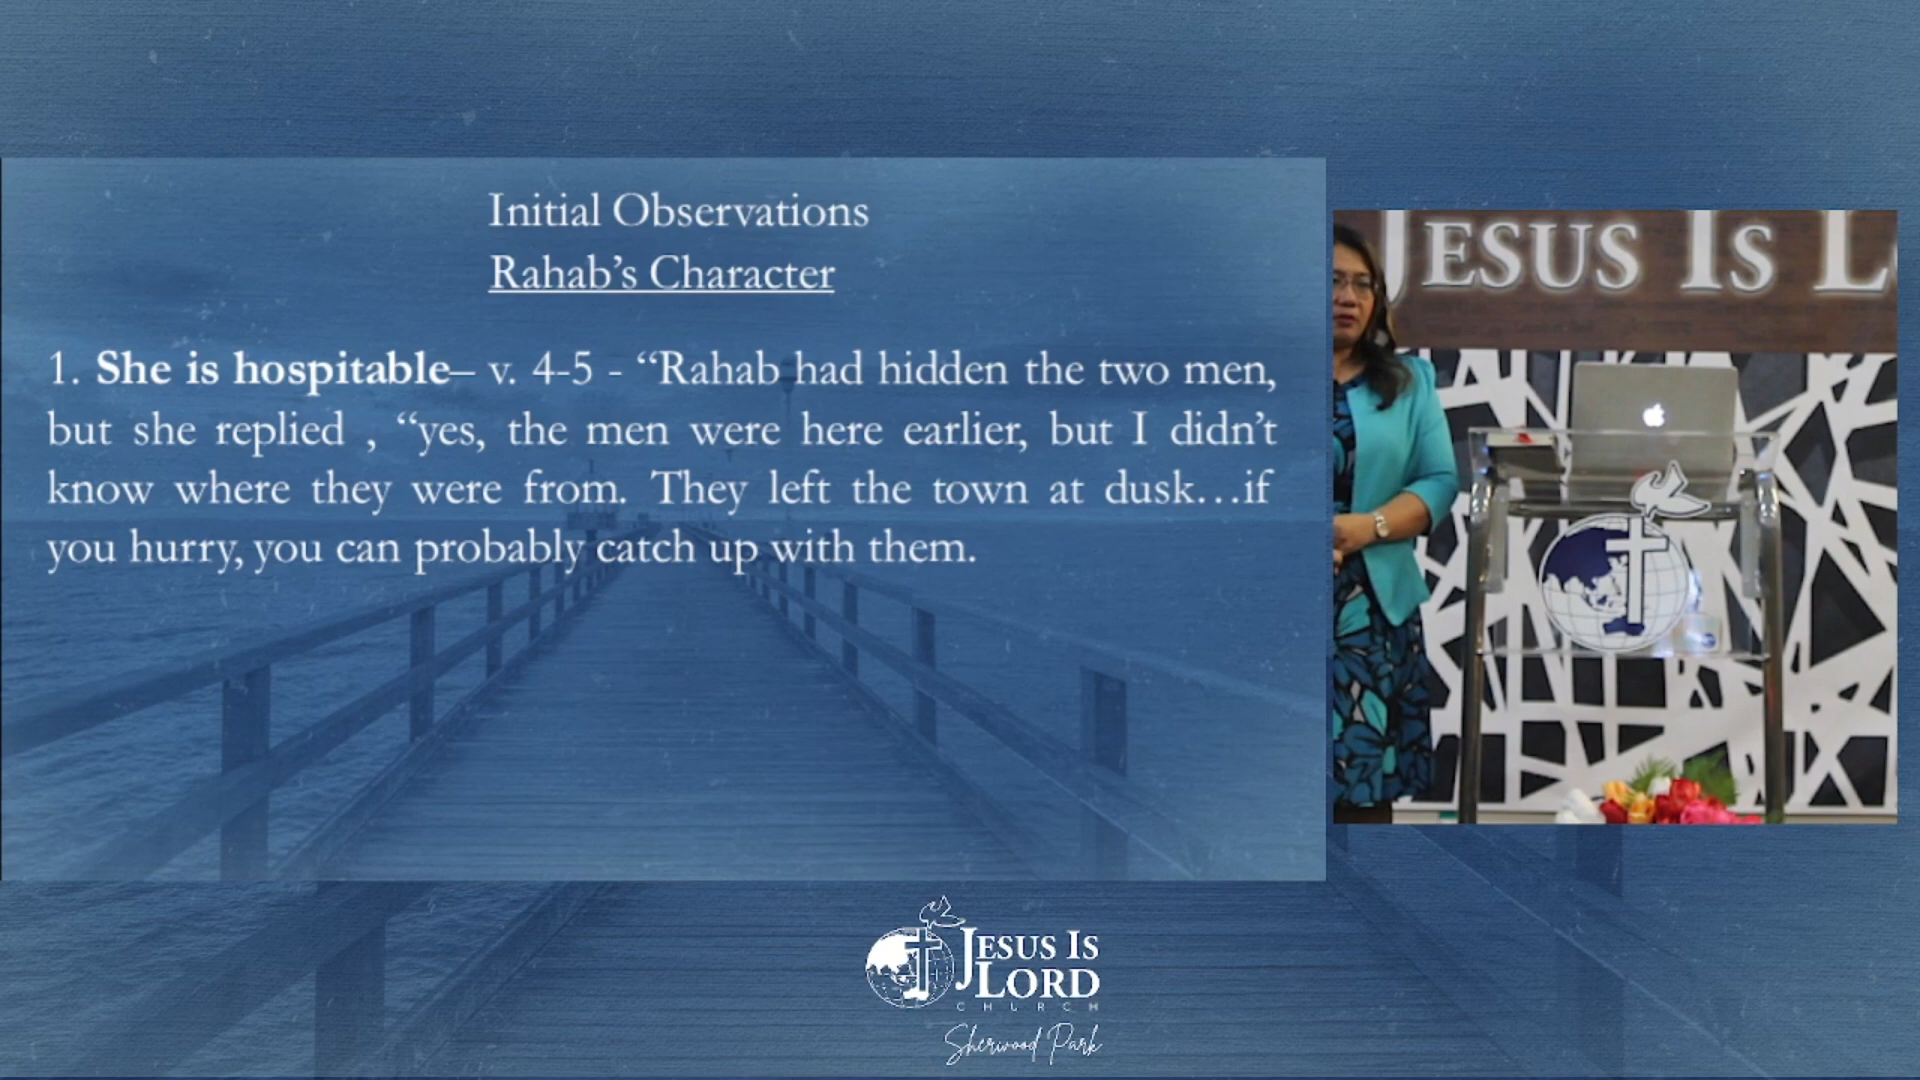 Initial Observations
Rahab’s Character
1. She is hospitable– v. 4-5 - “Rahab had hidden the two men,
but she replied , “yes, the men were here earlier, but I didn’t
know where they were from. They left the town at dusk…if
you hurry, you can probably catch up with them.
JESUS IS L
JESUS IS
LORD
CHURCH
Sherwood Park